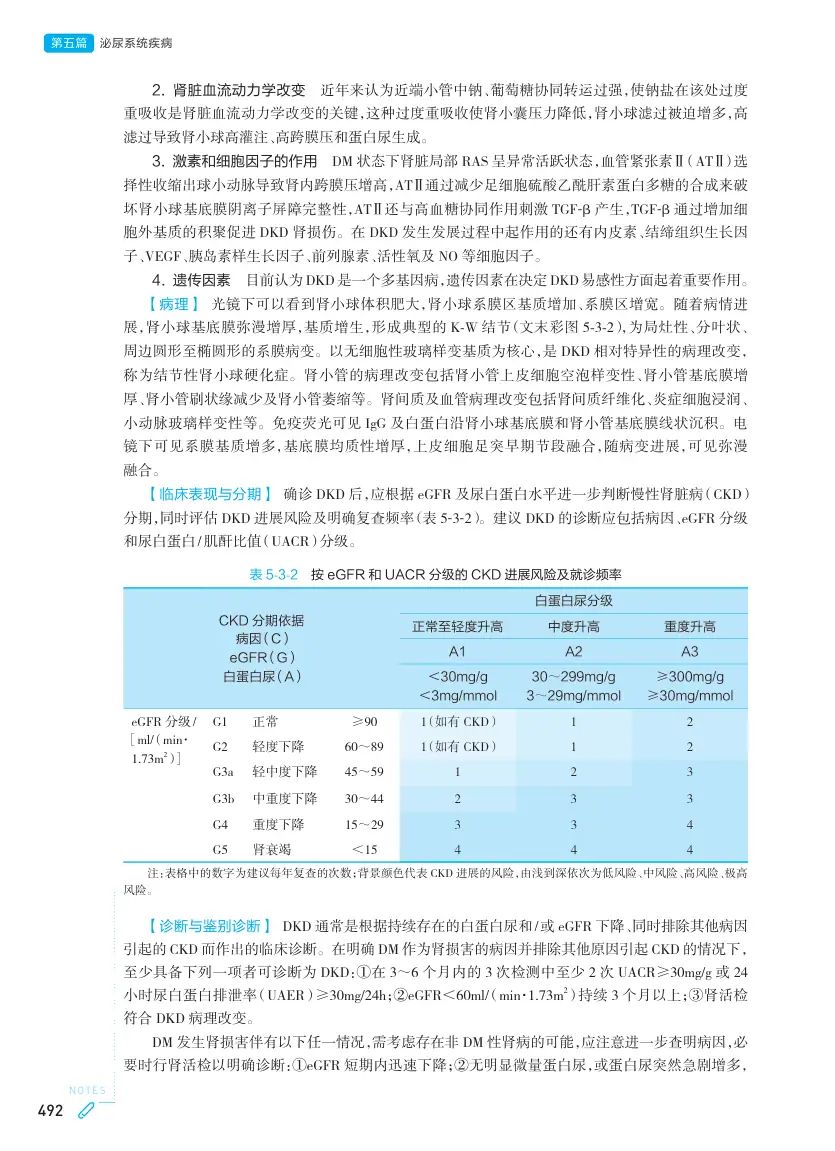 第五篇 泌尿系统疾病
2. 肾脏血流动力学改变 近年来认为近端小管中钠、葡萄糖协同转运过强,使钠盐在该处过度
重吸收是肾脏血流动力学改变的关键,这种过度重吸收使肾小囊压力降低,肾小球滤过被迫增多,高
滤过导致肾小球高灌注、高跨膜压和蛋白尿生成。
3. 激素和细胞因子的作用 DM 状态下肾脏局部 RAS 呈异常活跃状态,血管紧张素Ⅱ(ATⅡ)选
择性收缩出球小动脉导致肾内跨膜压增高,ATⅡ通过减少足细胞硫酸乙酰肝素蛋白多糖的合成来破
坏肾小球基底膜阴离子屏障完整性,ATⅡ还与高血糖协同作用刺激 TGF-β 产生,TGF-β 通过增加细
胞外基质的积聚促进 DKD 肾损伤。在 DKD 发生发展过程中起作用的还有内皮素、结缔组织生长因
子、VEGF、胰岛素样生长因子、前列腺素、活性氧及 NO 等细胞因子。
4. 遗传因素 目前认为 DKD 是一个多基因病,遗传因素在决定 DKD 易感性方面起着重要作用。
【病理】 光镜下可以看到肾小球体积肥大,肾小球系膜区基质增加、系膜区增宽。随着病情进
展,肾小球基底膜弥漫增厚,基质增生,形成典型的 K-W 结节(文末彩图 5-3-2),为局灶性、分叶状、
周边圆形至椭圆形的系膜病变。以无细胞性玻璃样变基质为核心,是 DKD 相对特异性的病理改变,
称为结节性肾小球硬化症。肾小管的病理改变包括肾小管上皮细胞空泡样变性、肾小管基底膜增
厚、肾小管刷状缘减少及肾小管萎缩等。肾间质及血管病理改变包括肾间质纤维化、炎症细胞浸润、
小动脉玻璃样变性等。免疫荧光可见 IgG 及白蛋白沿肾小球基底膜和肾小管基底膜线状沉积。电
镜下可见系膜基质增多,基底膜均质性增厚,上皮细胞足突早期节段融合,随病变进展,可见弥漫
融合。
【临床表现与分期】 确诊 DKD 后,应根据 eGFR 及尿白蛋白水平进一步判断慢性肾脏病(CKD)
分期,同时评估 DKD 进展风险及明确复查频率(表 5-3-2)。建议 DKD 的诊断应包括病因、eGFR 分级
和尿白蛋白/肌酐比值(UACR)分级。
表 5-3-2 按 eGFR 和 UACR 分级的 CKD 进展风险及就诊频率
CKD 分期依据
病因(C)
eGFR(G)
白蛋白尿(A)
白蛋白尿分级
正常至轻度升高 中度升高 重度升高
A1 A2 A3
<30mg/g 30~299mg/g ≥300mg/g
<3mg/mmol 3~29mg/mmol ≥30mg/mmol
eGFR 分级/
[ml/(min·
1.73m²)]
G1 正常 ≥90 1(如有 CKD) 1 2
G2 轻度下降 60~89 1(如有 CKD) 1 2
G3a 轻中度下降 45~59 1 2 3
G3b 中重度下降 30~44 2 3 3
G4 重度下降 15~29 3 3 4
G5 肾衰竭 <15 4 4 4
注:表格中的数字为建议每年复查的次数;背景颜色代表 CKD 进展的风险,由浅到深依次为低风险、中风险、高风险、极高
风险。
【诊断与鉴别诊断】 DKD 通常是根据持续存在的白蛋白尿和/或 eGFR 下降、同时排除其他病因
引起的 CKD 而作出的临床诊断。在明确 DM 作为肾损害的病因并排除其他原因引起 CKD 的情况下,
至少具备下列一项者可诊断为 DKD:①在 3~6 个月内的 3 次检测中至少 2 次 UACR≥30mg/g 或 24
小时尿白蛋白排泄率(UAER)≥30mg/24h;②eGFR<60ml/(min·1.73m²)持续 3 个月以上;③肾活检
符合 DKD 病理改变。
DM 发生肾损害伴有以下任一情况,需考虑存在非 DM 性肾病的可能,应注意进一步查明病因,必
要时行肾活检以明确诊断:①eGFR 短期内迅速下降;②无明显微量蛋白尿,或蛋白尿突然急剧增多,
NOTES
492